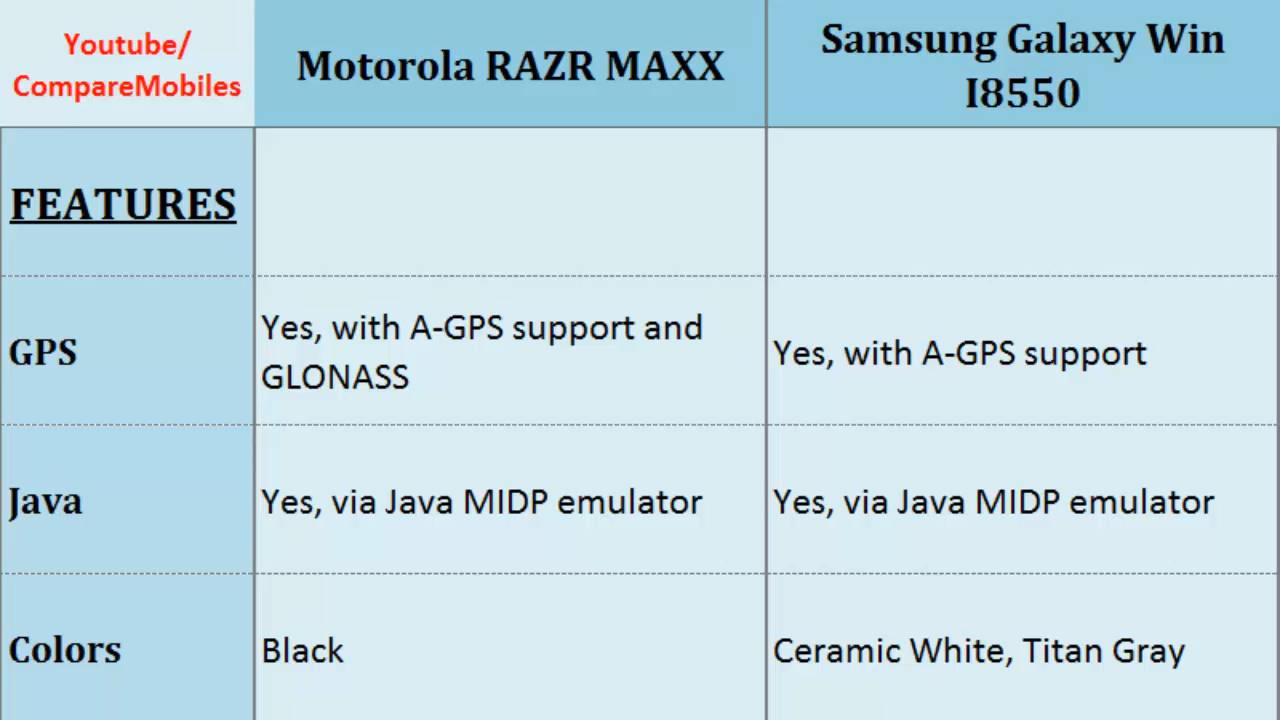 Youtube/
CompareMobiles
Motorola RAZR MAXX
Samsung Galaxy Win
I8550
FEATURES
GPS
Yes, with A-GPS support and
GLONASS
Yes, with A-GPS support
Java
Yes, via Java MIDP emulator
Yes, via Java MIDP emulator
Colors
Black
Ceramic White, Titan Gray